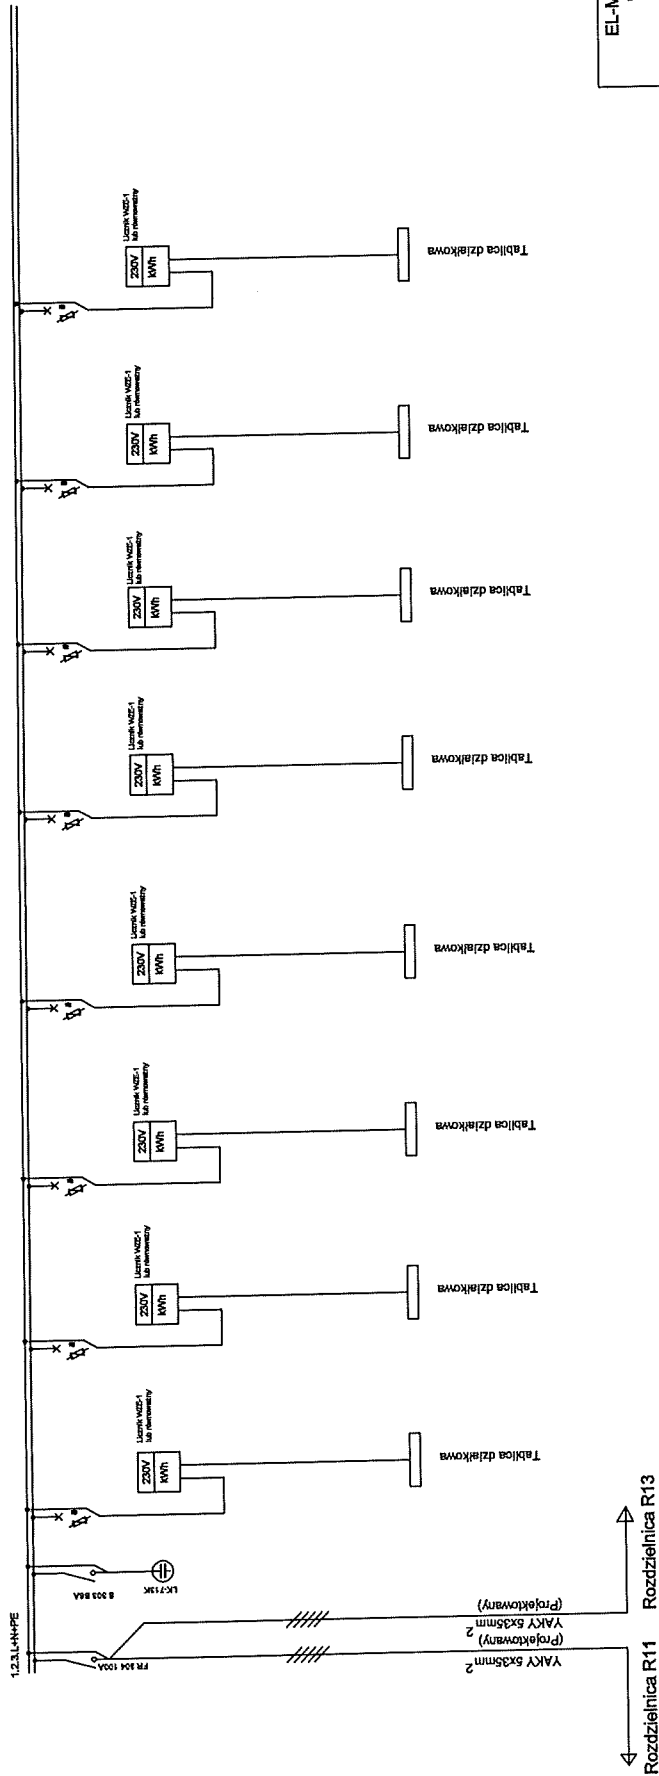 EL-M
1.2.3.L+N+PE
FR 304 100A
S 303 B6A
LK-713K
Licznik WZE-1
lub równoważny
230V
kWh
Tablica działkowa
Licznik WZE-1
lub równoważny
230V
kWh
Tablica działkowa
Licznik WZE-1
lub równoważny
230V
kWh
Tablica działkowa
Licznik WZE-1
lub równoważny
230V
kWh
Tablica działkowa
Licznik WZE-1
lub równoważny
230V
kWh
Tablica działkowa
Licznik WZE-1
lub równoważny
230V
kWh
Tablica działkowa
Licznik WZE-1
lub równoważny
230V
kWh
Tablica działkowa
Licznik WZE-1
lub równoważny
230V
kWh
Tablica działkowa
YAKY 5x35mm 2
(Projektowany)
YAKY 5x35mm 2
(Projektowany)
Rozdzielnica R11
Rozdzielnica R13